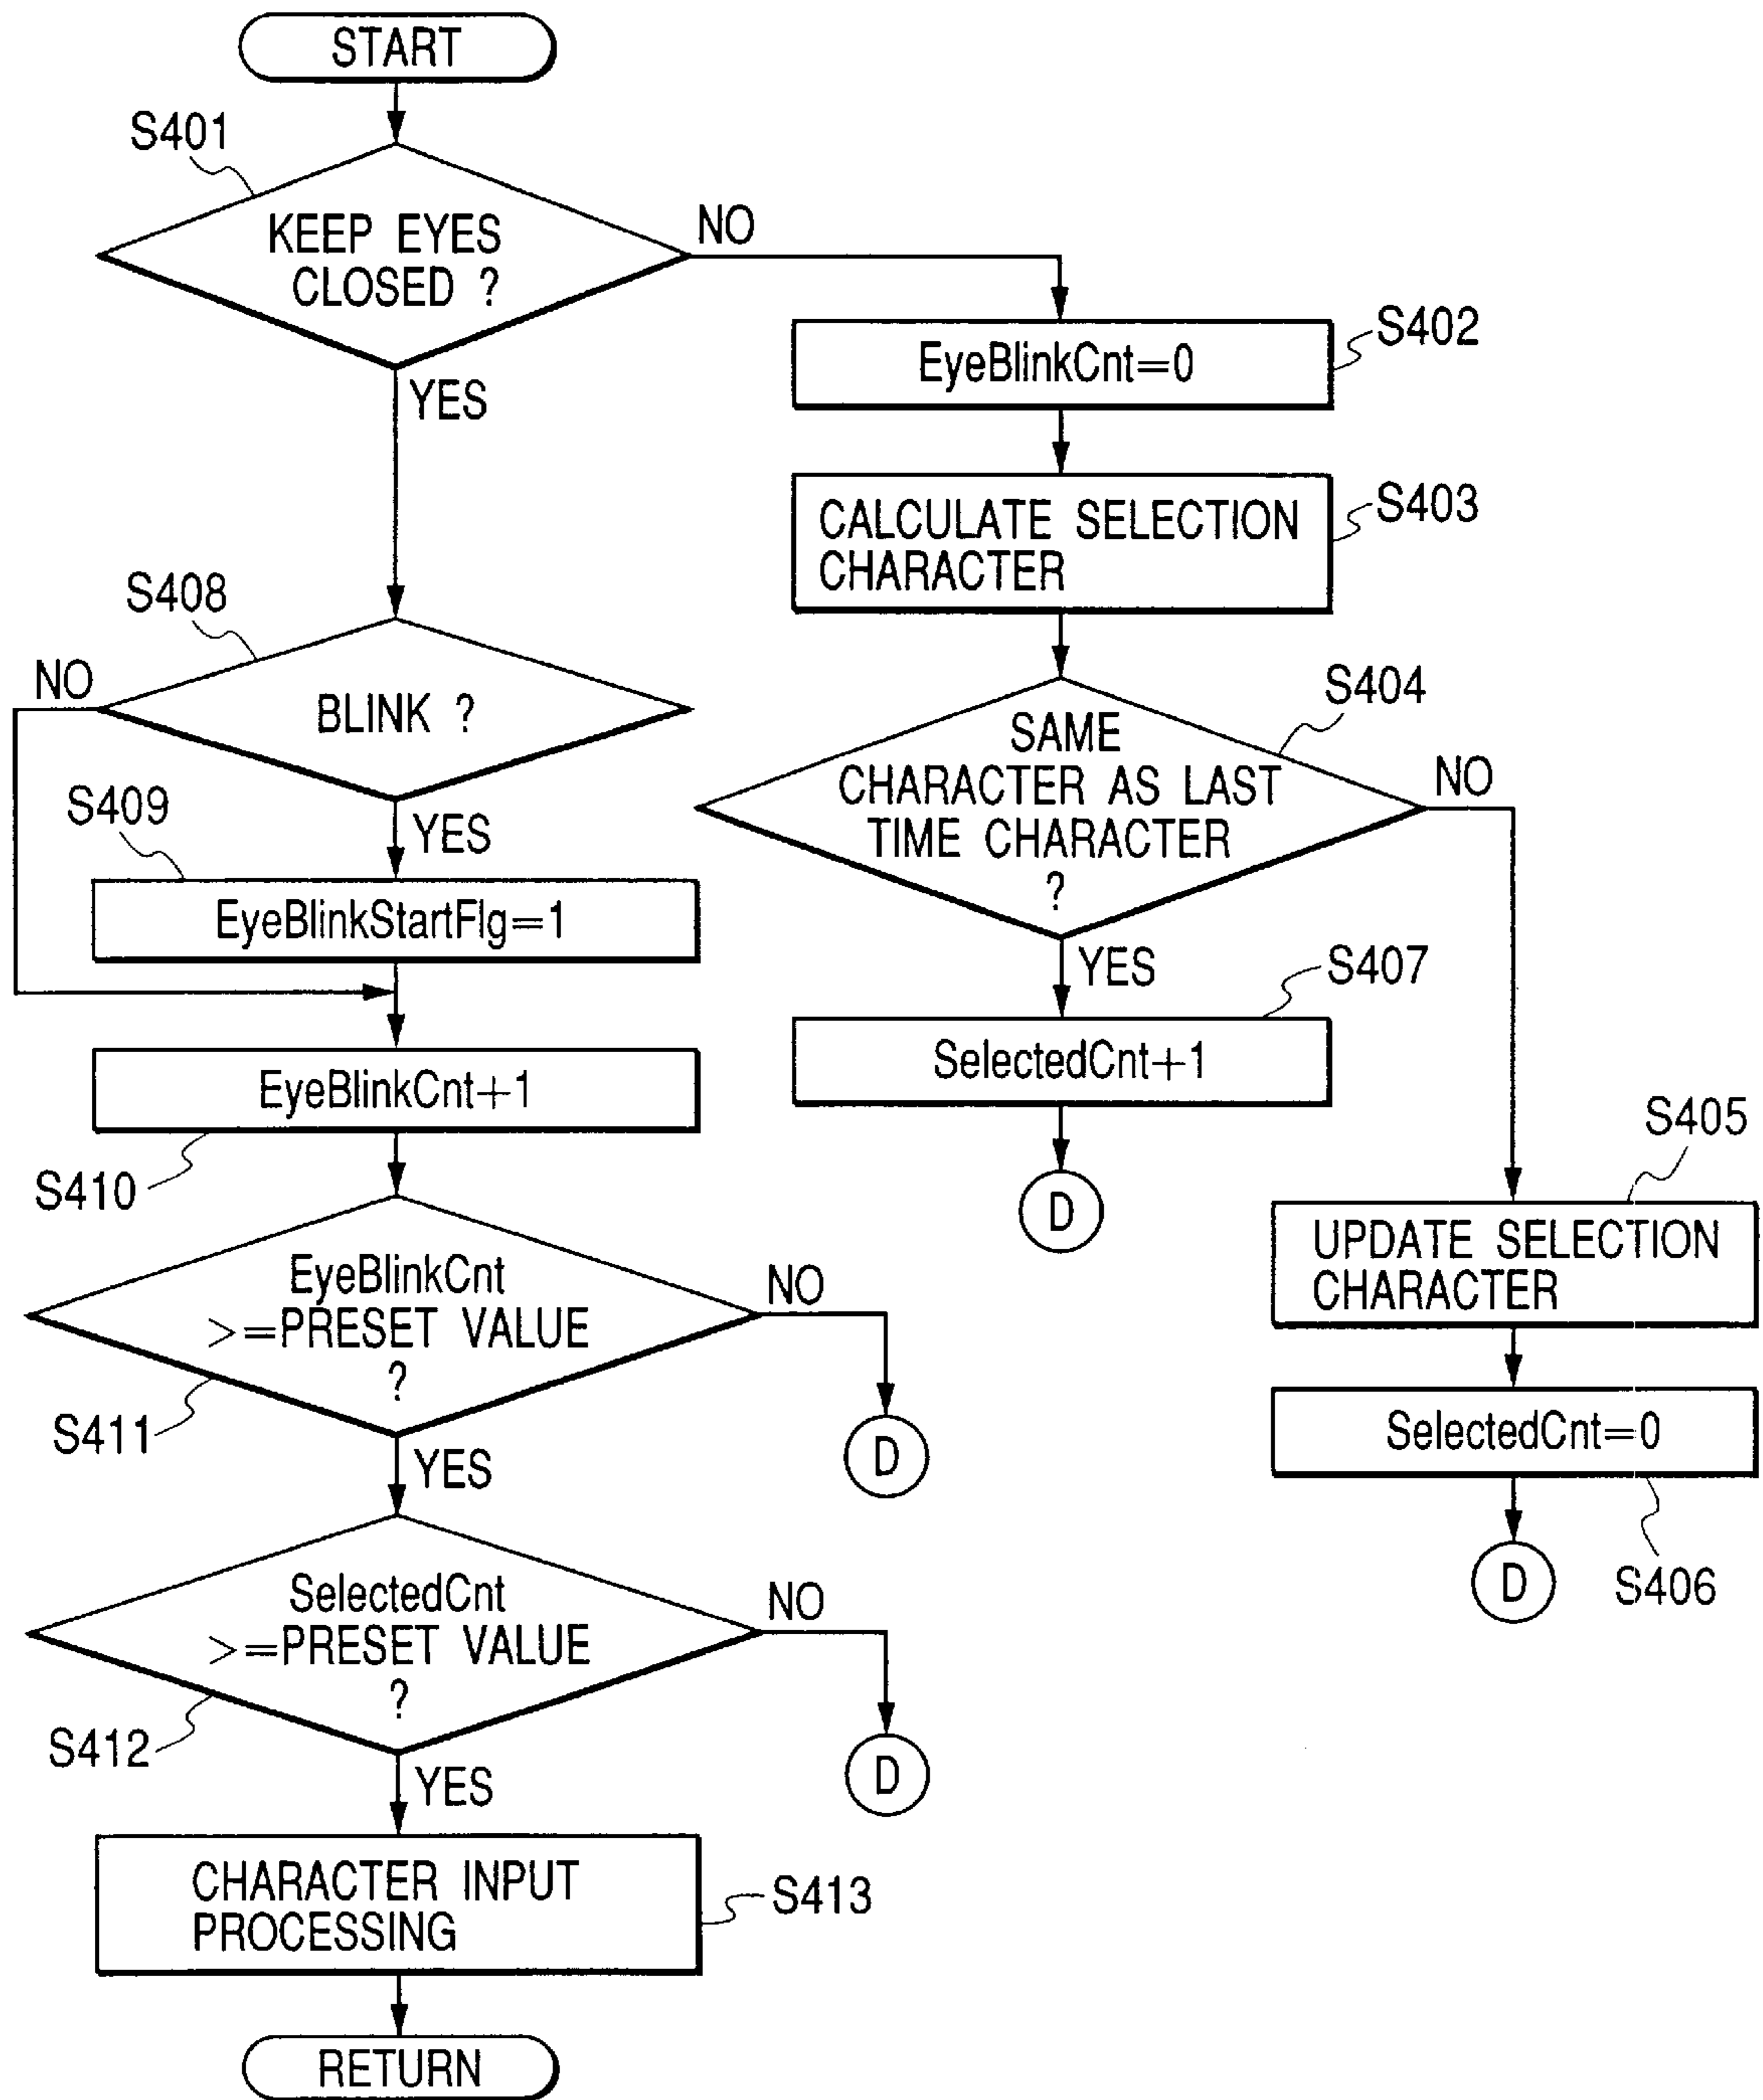 START
S401
KEEP EYES
CLOSED ?
NO
YES
S402
EyeBlinkCnt=0
S403
CALCULATE SELECTION
CHARACTER
S404
SAME
CHARACTER AS LAST
TIME CHARACTER
?
NO
YES
S407
SelectedCnt+1
D
S405
UPDATE SELECTION
CHARACTER
SelectedCnt=0
S406
D
S408
BLINK ?
NO
YES
S409
EyeBlinkStartFlg=1
EyeBlinkCnt+1
S410
EyeBlinkCnt
>=PRESET VALUE
?
NO
D
S411
YES
SelectedCnt
>=PRESET VALUE
?
NO
D
S412
YES
CHARACTER INPUT
PROCESSING
S413
RETURN